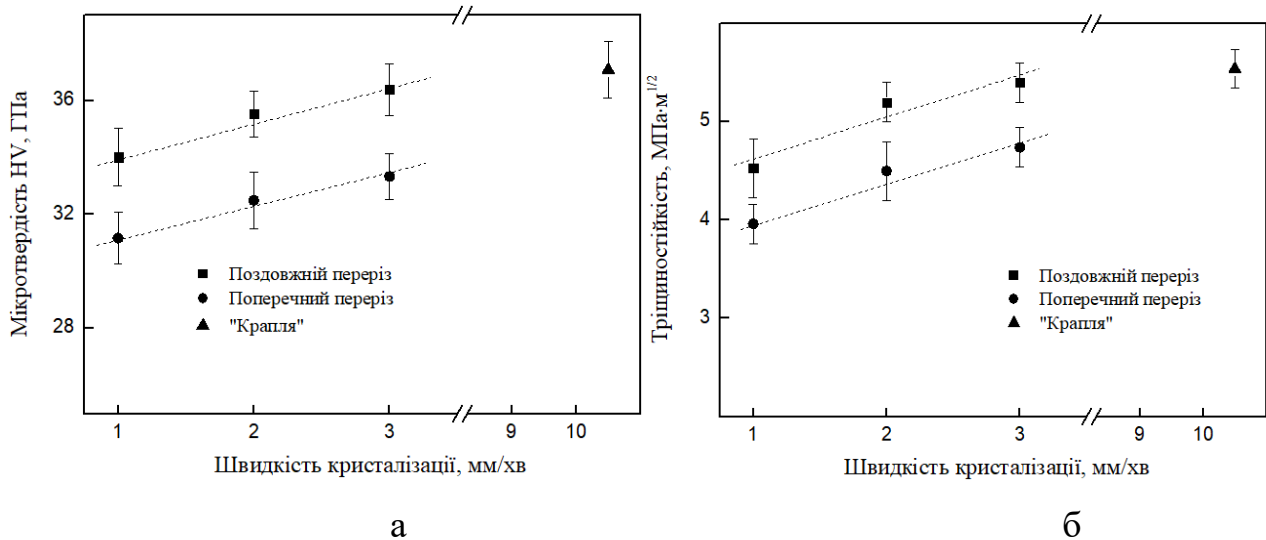 Мікротвердість HV, ГПа
36
32
28
Поздовжній переріз
Поперечний переріз
"Крапля"
1 2 3 9 10
Швидкість кристалізації, мм/хв
а
Тріщиностійкість, МПа·м1/2
5
4
3
Поздовжній переріз
Поперечний переріз
"Крапля"
1 2 3 9 10
Швидкість кристалізації, мм/хв
б